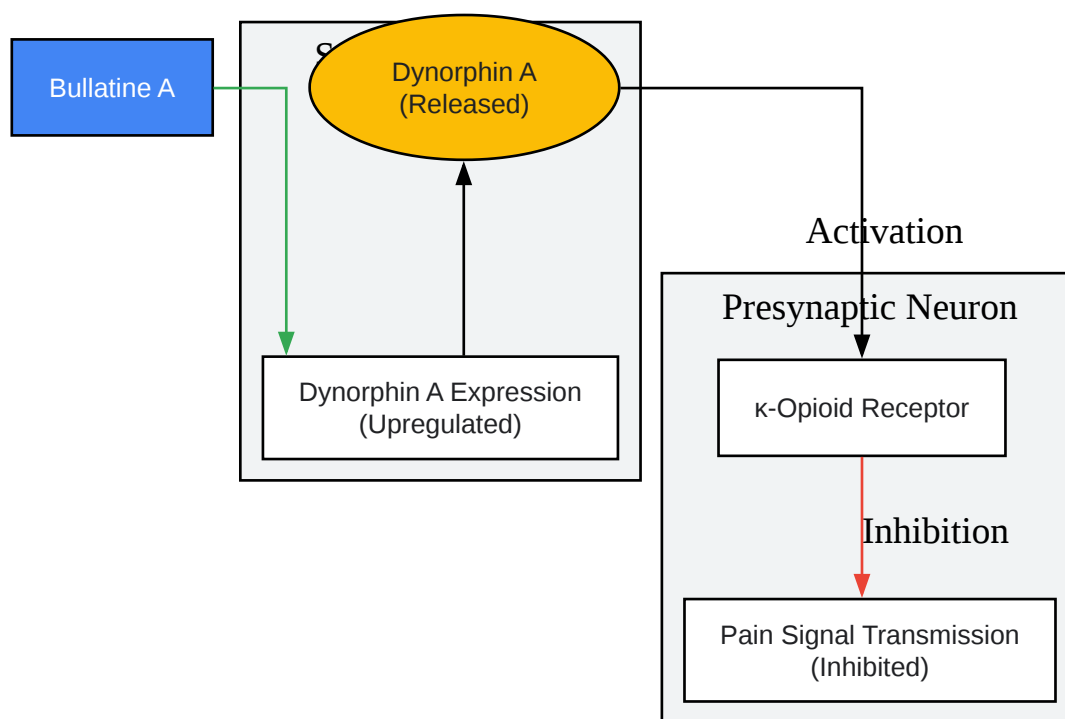 Bullatine A
Dynorphin A
(Released)
Dynorphin A Expression
(Upregulated)
Activation
Presynaptic Neuron
κ-Opioid Receptor
Inhibition
Pain Signal Transmission
(Inhibited)